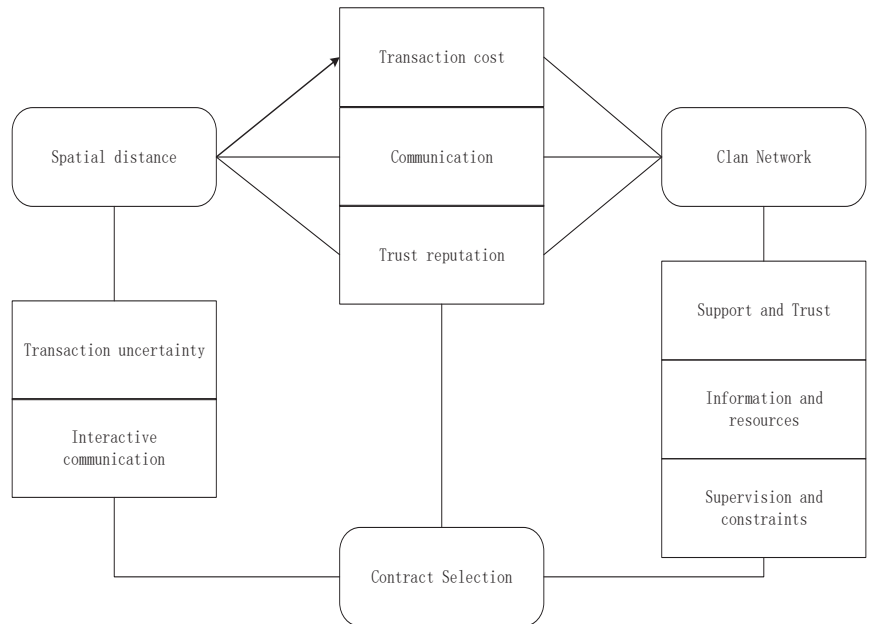 Transaction cost
Spatial distance
Communication
Clan Network
Trust reputation
Transaction uncertainty
Interactive
communication
Support and Trust
Information and
resources
Supervision and
constraints
Contract Selection